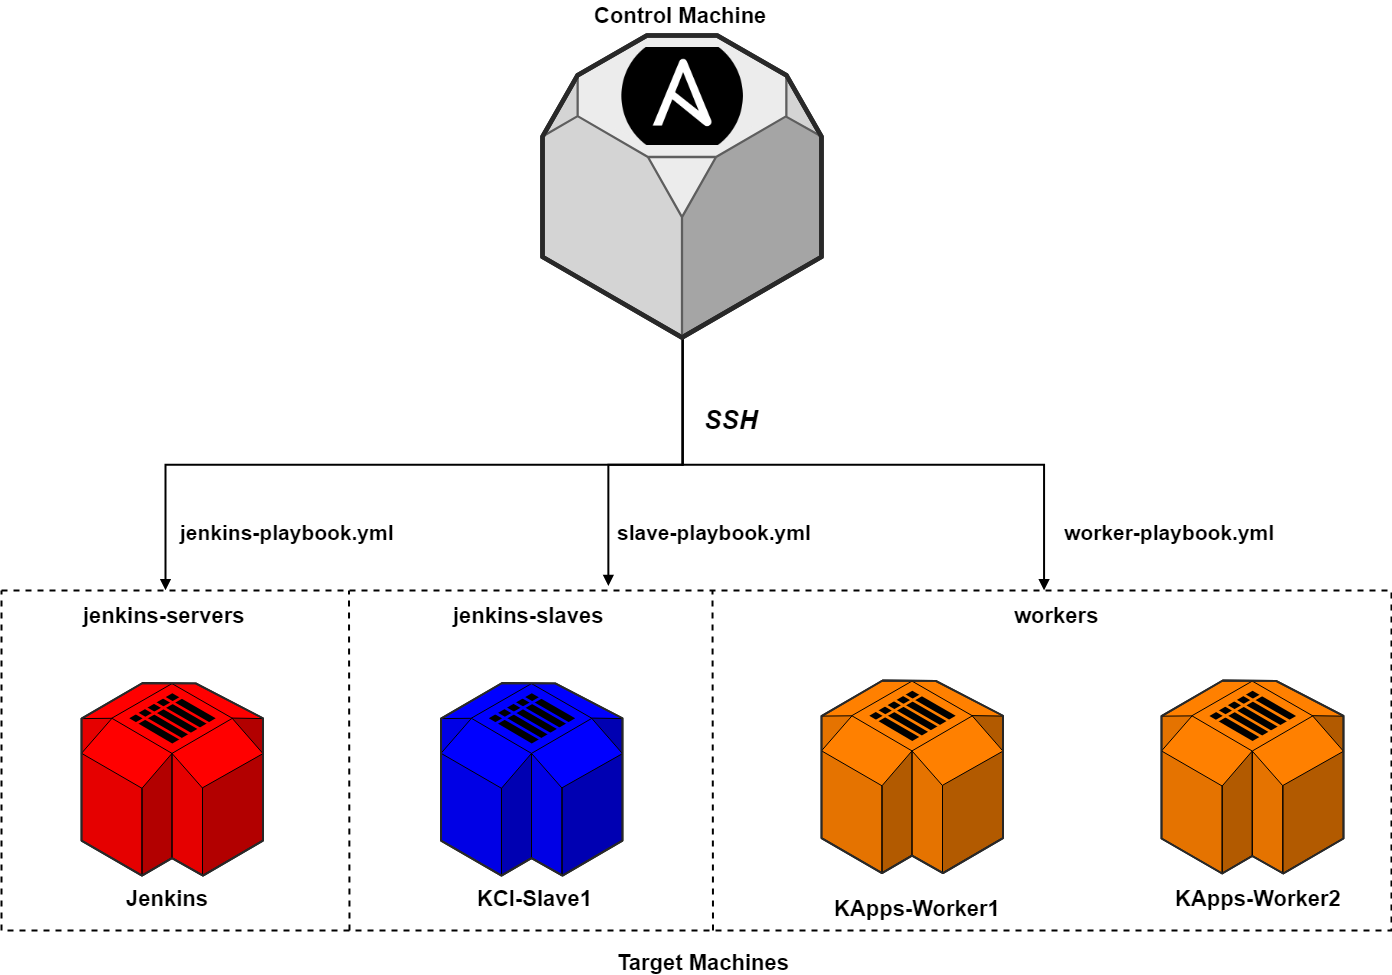 Control Machine
SSH
jenkins-playbook.yml
slave-playbook.yml
worker-playbook.yml
jenkins-servers
jenkins-slaves
workers
Jenkins
KCI-Slave1
KApps-Worker1
KApps-Worker2
Target Machines